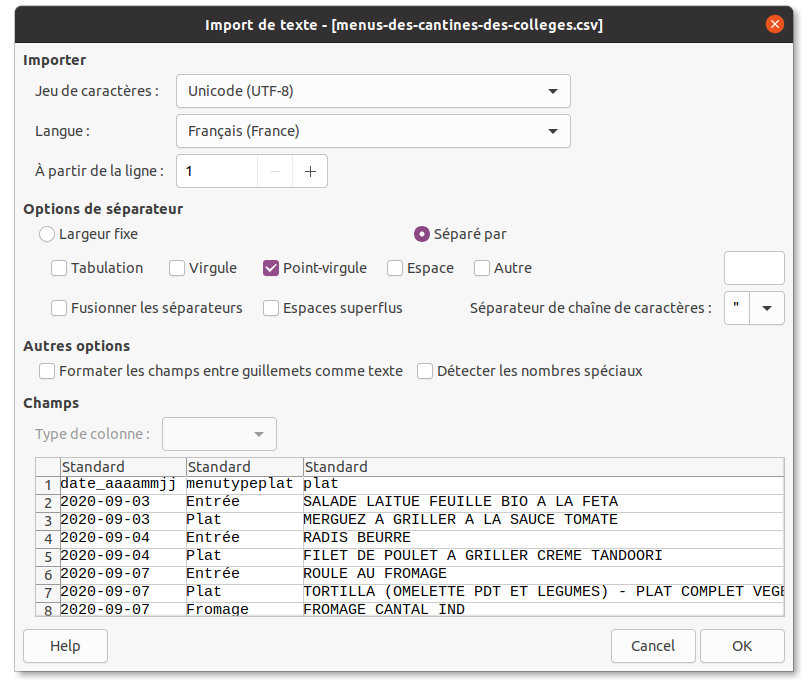 Import de texte - [menus-des-cantines-des-colleges.csv]
Importer
Jeu de caractères : Unicode (UTF-8)
Langue : Français (France)
À partir de la ligne : 1 − +
Options de séparateur
Largeur fixe Séparé par
Tabulation Virgule Point-virgule Espace Autre
Fusionner les séparateurs Espaces superflus Séparateur de chaîne de caractères : "
Autres options
Formater les champs entre guillemets comme texte Détecter les nombres spéciaux
Champs
Type de colonne :
Standard Standard Standard
1 date_aaaammjj menutypeplat plat
2 2020-09-03 Entrée SALADE LAITUE FEUILLE BIO A LA FETA
3 2020-09-03 Plat MERGUEZ A GRILLER A LA SAUCE TOMATE
4 2020-09-04 Entrée RADIS BEURRE
5 2020-09-04 Plat FILET DE POULET A GRILLER CREME TANDOORI
6 2020-09-07 Entrée ROULE AU FROMAGE
7 2020-09-07 Plat TORTILLA (OMELETTE PDT ET LEGUMES) - PLAT COMPLET VEGE
8 2020-09-07 Fromage FROMAGE CANTAL IND
Help Cancel OK